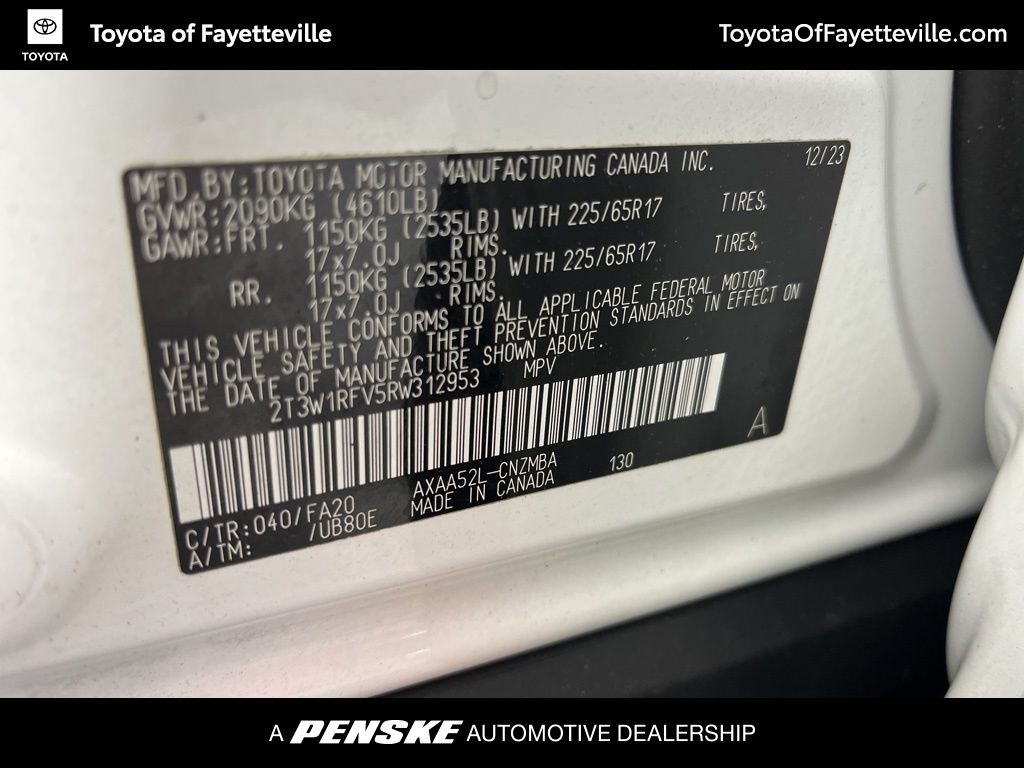 TOYOTA
Toyota of Fayetteville
ToyotaOfFayetteville.com
MFD. BY: TOYOTA MOTOR MANUFACTURING CANADA INC. 12/23
GVWR: 2090KG (4610LB)
GAWR: FRT. 1150KG (2535LB) WITH 225/65R17 TIRES,
17x7.0J RIMS.
RR. 1150KG (2535LB) WITH 225/65R17 TIRES,
17x7.0J RIMS.
THIS VEHICLE CONFORMS TO ALL APPLICABLE FEDERAL MOTOR
VEHICLE SAFETY AND THEFT PREVENTION STANDARDS IN EFFECT ON
THE DATE OF MANUFACTURE SHOWN ABOVE.
2T3W1RFV5RW312953 MPV
A
C/TR: 040/FA20 AXAA52L-CNZMBA 130
A/TM: /UB80E MADE IN CANADA
A PENSKE AUTOMOTIVE DEALERSHIP